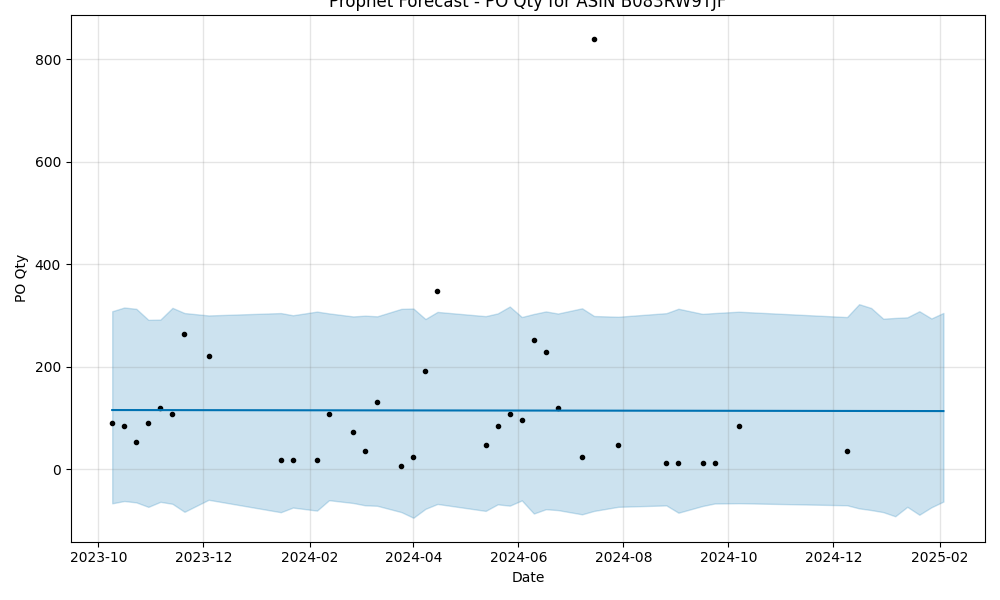 Prophet Forecast - PO Qty for ASIN B083RW9TJF
800
600
400
200
0
PO Qty
2023-10 2023-12 2024-02 2024-04 2024-06 2024-08 2024-10 2024-12 2025-02
Date